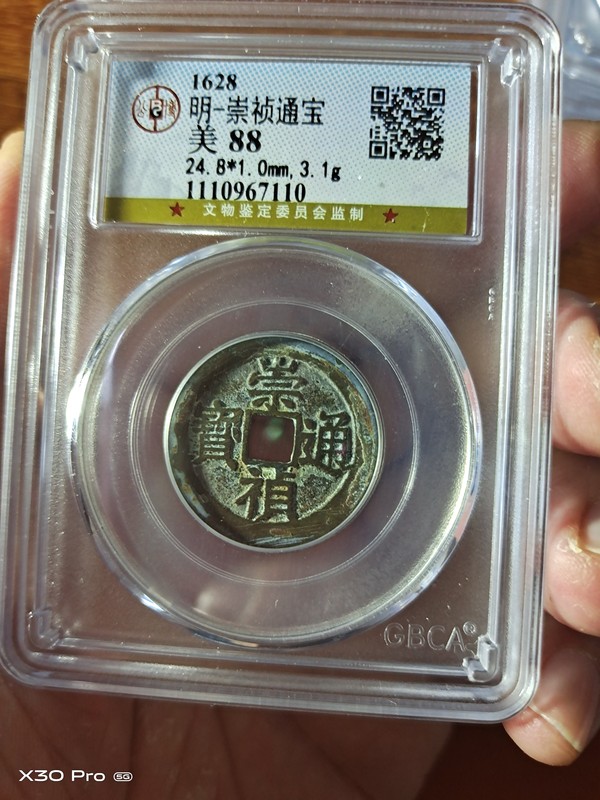 1628
明-崇祯通宝
美 88
24.8*1.0mm, 3.1g
1110967110
★ 文物鉴定委员会监制 ★
GBCA
崇
寶 通
禎
GBCA®
X30 Pro 5G